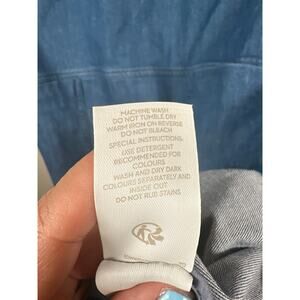 MACHINE WASH
DO NOT TUMBLE DRY
WARM IRON ON REVERSE
DO NOT BLEACH
SPECIAL INSTRUCTIONS:
USE DETERGENT
RECOMMENDED FOR
COLOURS
WASH AND DRY DARK
COLOURS SEPARATELY AND
INSIDE OUT
DO NOT RUB STAINS